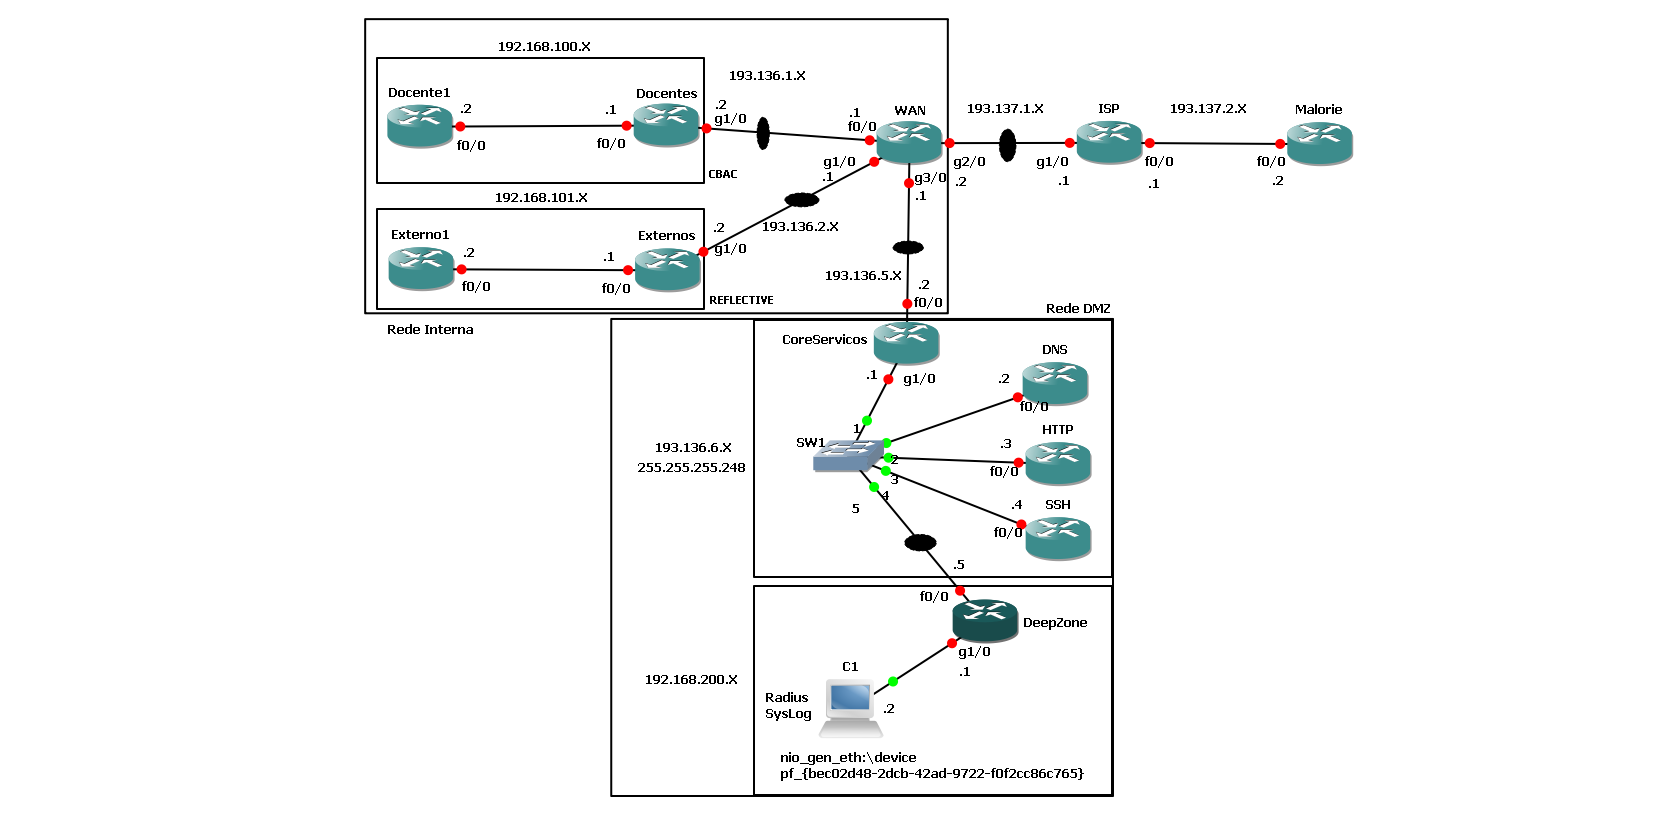 192.168.100.X
193.136.1.X
Docente1
.2
f0/0
Docentes
.1
f0/0
.2
g1/0
CBAC
.1
f0/0
WAN
g1/0
.1
g2/0
.2
g3/0
.1
193.137.1.X
ISP
g1/0
.1
193.137.2.X
f0/0
.1
Malorie
f0/0
.2
192.168.101.X
Externo1
.2
f0/0
Externos
.1
f0/0
.2
g1/0
193.136.2.X
REFLECTIVE
193.136.5.X
.2
f0/0
Rede Interna
Rede DMZ
CoreServicos
.1
g1/0
DNS
.2
f0/0
193.136.6.X
255.255.255.248
SW1
1
2
3
4
5
HTTP
.3
f0/0
SSH
.4
f0/0
.5
f0/0
DeepZone
g1/0
.1
192.168.200.X
C1
Radius
SysLog
.2
nio_gen_eth:\device
pf_{bec02d48-2dcb-42ad-9722-f0f2cc86c765}